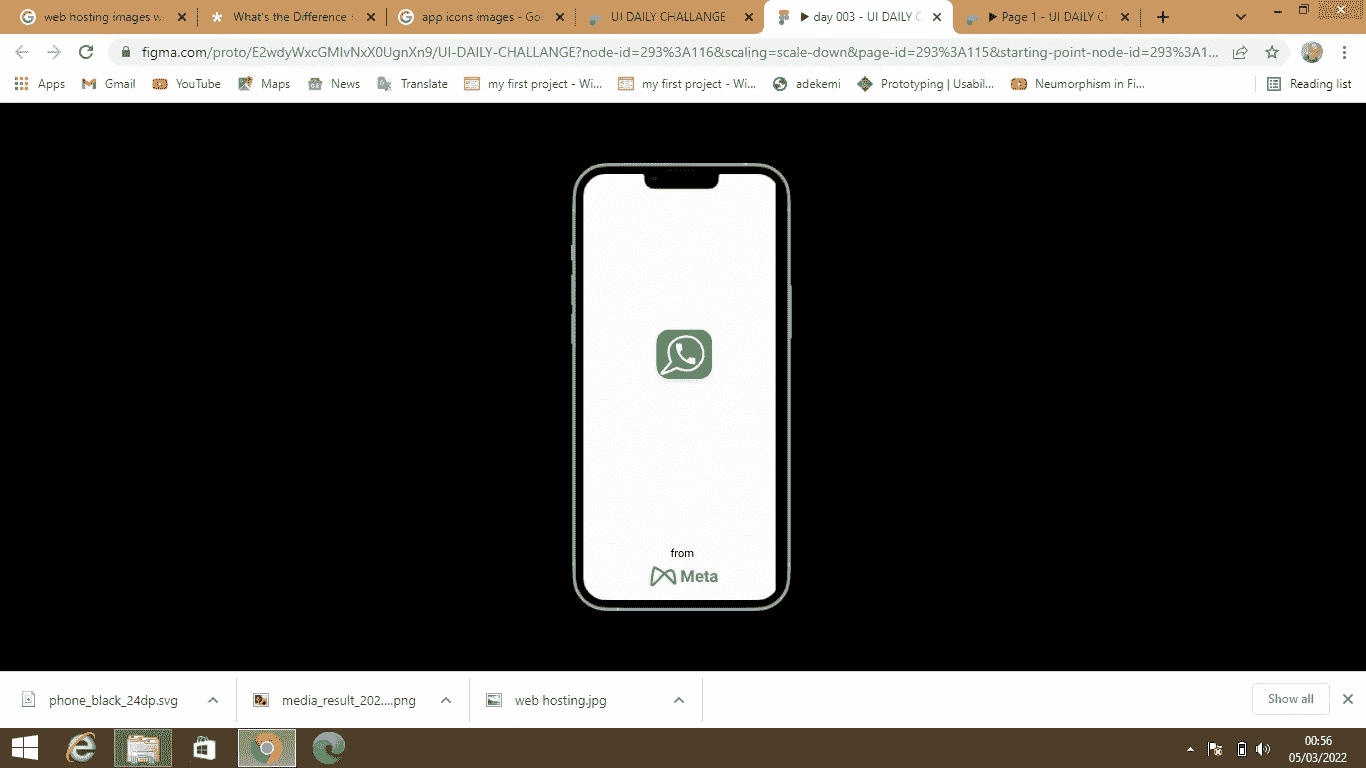 web hosting images w
What's the Difference
app icons images - Go
UI DAILY CHALLANGE
day 003 - UI DAILY C
Page 1 - UI DAILY C
figma.com/proto/E2wdyWxcGMIvNxX0UgnXn9/UI-DAILY-CHALLANGE?node-id=293%3A116&scaling=scale-down&page-id=293%3A115&starting-point-node-id=293%3A1...
Apps Gmail YouTube Maps News Translate my first project - Wi... my first project - Wi... adekemi Prototyping | Usabil... Neumorphism in Fi... Reading list
from
Meta
phone_black_24dp.svg media_result_202....png web hosting.jpg Show all
00:56
05/03/2022